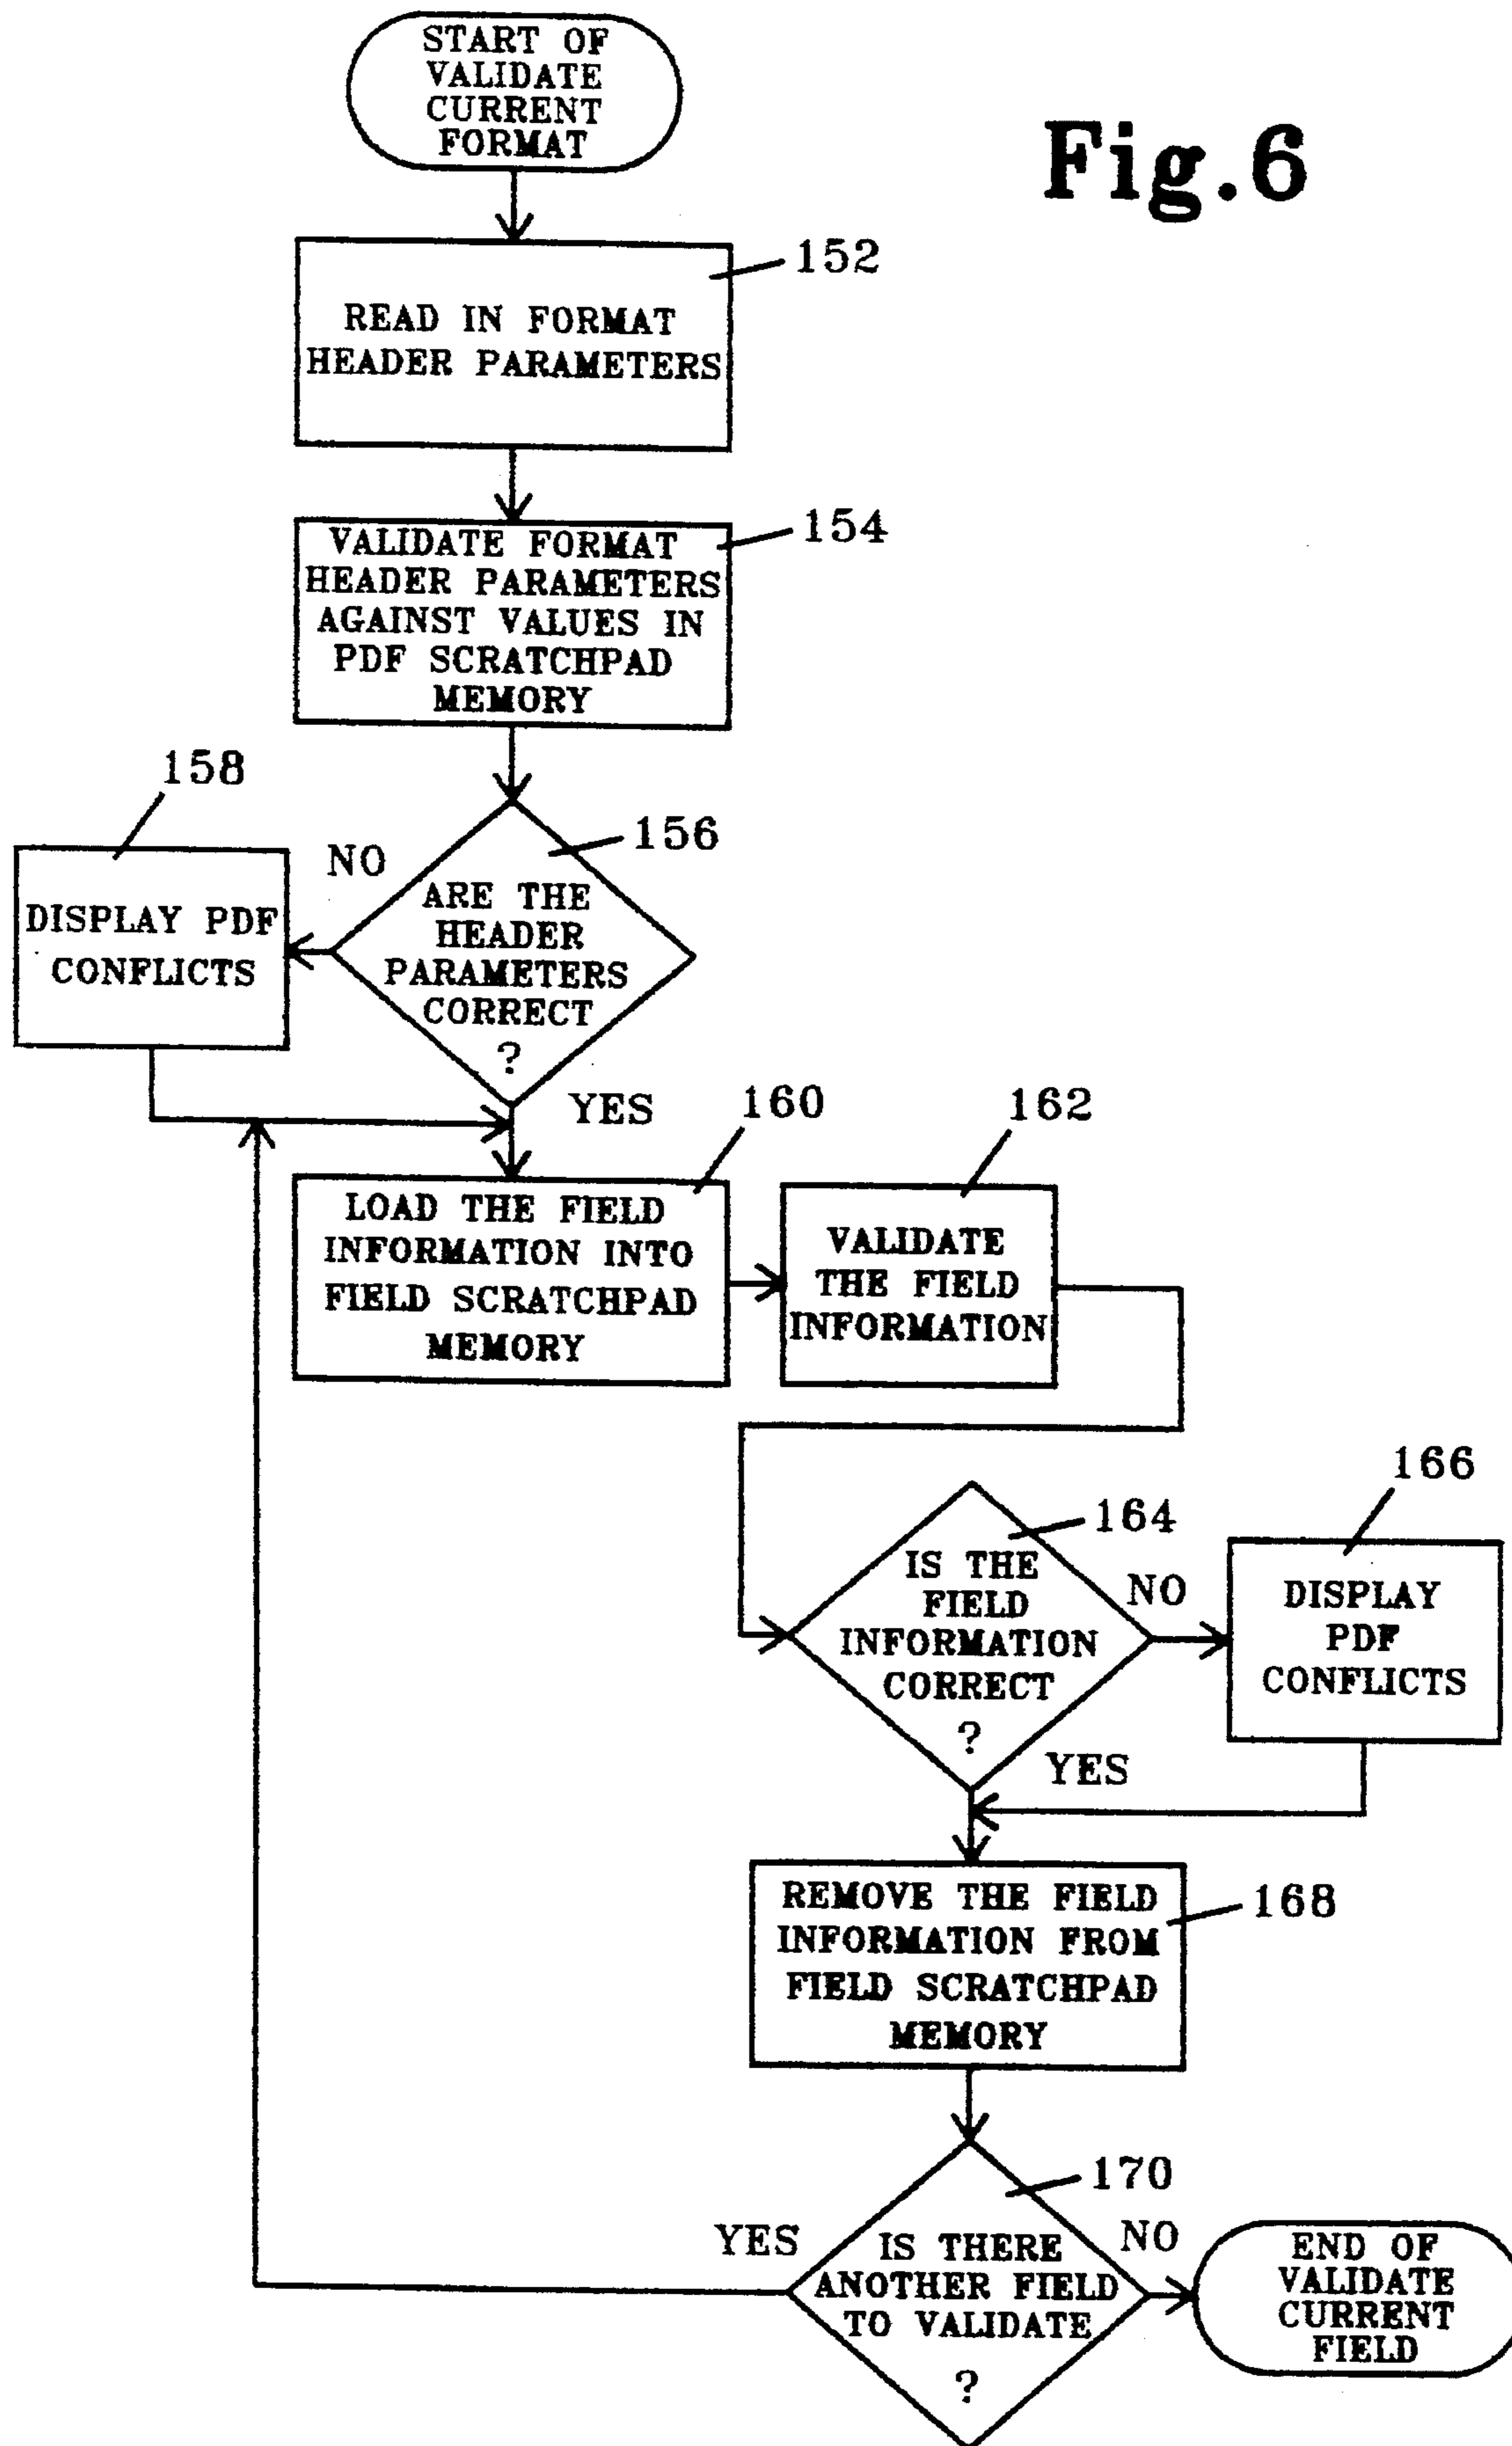 START OF
VALIDATE
CURRENT
FORMAT
Fig.6
152
READ IN FORMAT
HEADER PARAMETERS
154
VALIDATE FORMAT
HEADER PARAMETERS
AGAINST VALUES IN
PDF SCRATCHPAD
MEMORY
158
156
NO
DISPLAY PDF
CONFLICTS
ARE THE
HEADER
PARAMETERS
CORRECT
?
YES
160
162
LOAD THE FIELD
INFORMATION INTO
FIELD SCRATCHPAD
MEMORY
VALIDATE
THE FIELD
INFORMATION
164
166
IS THE
FIELD
INFORMATION
CORRECT
?
NO
DISPLAY
PDF
CONFLICTS
YES
REMOVE THE FIELD
INFORMATION FROM
FIELD SCRATCHPAD
MEMORY
168
170
YES
IS THERE
ANOTHER FIELD
TO VALIDATE
?
NO
END OF
VALIDATE
CURRENT
FIELD